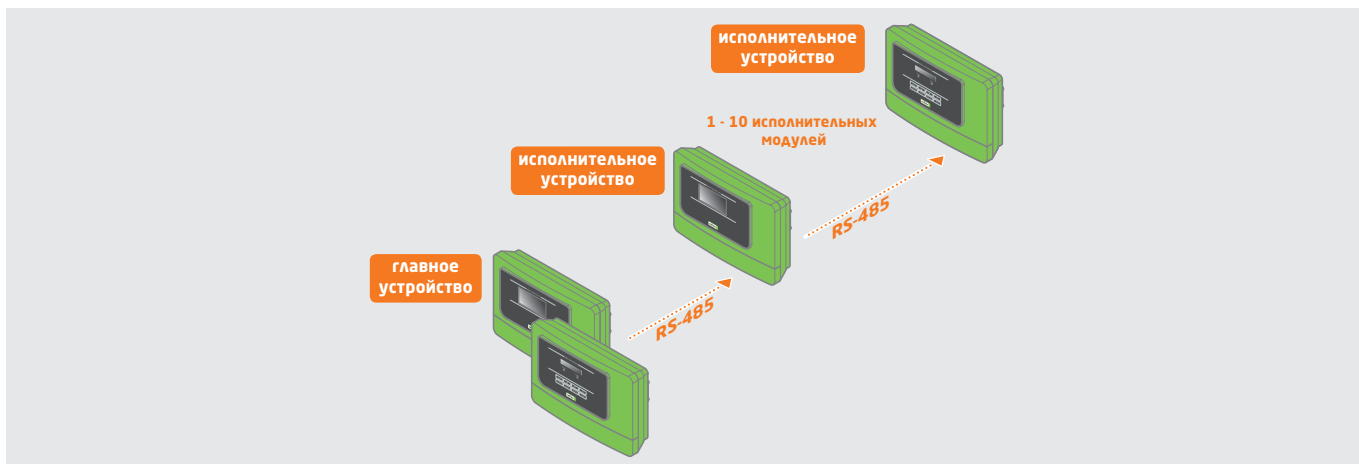 исполнительное
устройство
1 - 10 исполнительных
модулей
исполнительное
устройство
RS-485
главное
устройство
RS-485